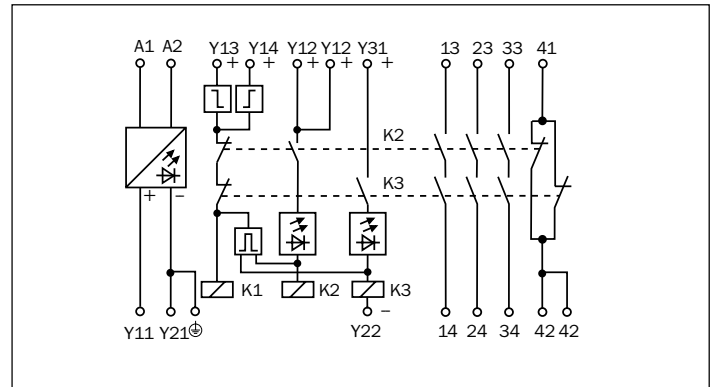 A1 A2 Y13 Y14 Y12 Y12 Y31 13 23 33 41
+ + + + +
K2
K3
+ −
K1 K2 K3
−
Y11 Y21 Y22 14 24 34 42 42